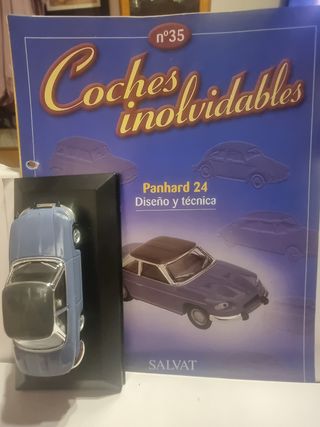 nº35
Coches
inolvidables
Panhard 24
Diseño y técnica
SALVAT